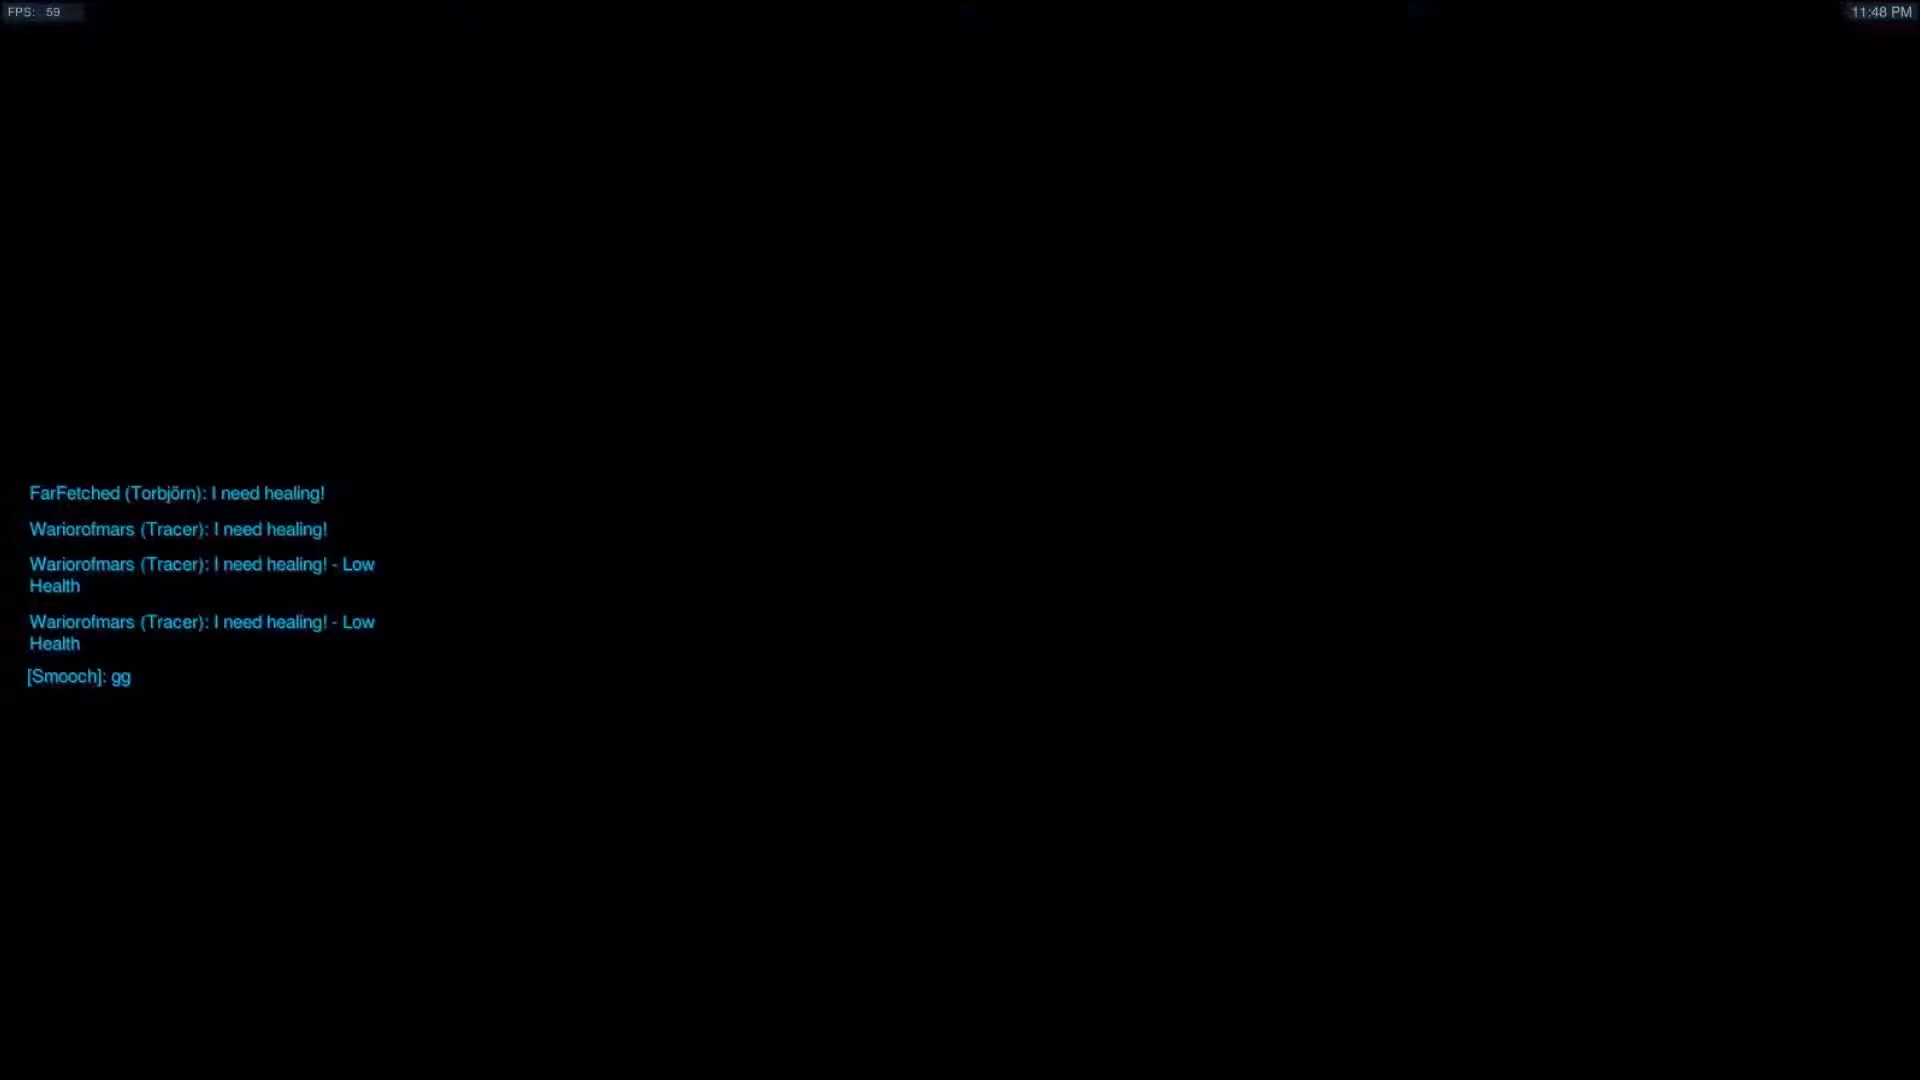 FPS: 59
11:48 PM
FarFetched (Torbjörn): I need healing!
Wariorofmars (Tracer): I need healing!
Wariorofmars (Tracer): I need healing! - Low
Health
Wariorofmars (Tracer): I need healing! - Low
Health
[Smooch]: gg